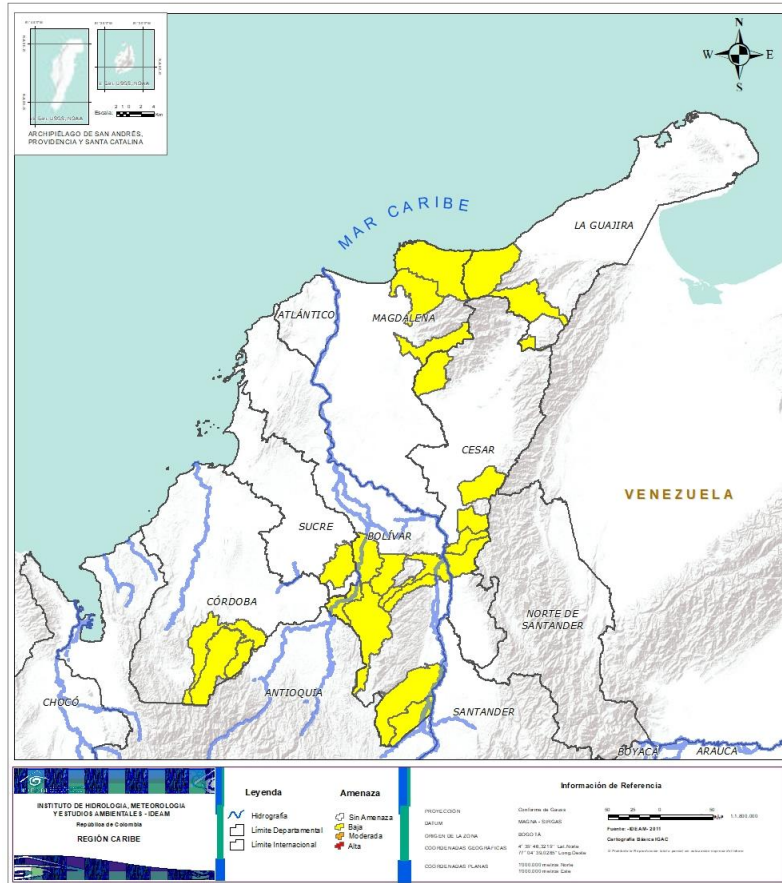 ARCHIPIÉLAGO DE SAN ANDRÉS,
PROVIDENCIA Y SANTA CATALINA
N
W E
S
MAR CARIBE
LA GUAJIRA
ATLÁNTICO
MAGDALENA
CESAR
VENEZUELA
SUCRE
BOLÍVAR
CÓRDOBA
NORTE DE
SANTANDER
ANTIOQUIA
CHOCÓ
SANTANDER
BOYACÁ
ARAUCA
INSTITUTO DE HIDROLOGIA, METEOROLOGIA
Y ESTUDIOS AMBIENTALES - IDEAM
República de Colombia
REGIÓN CARIBE
Leyenda
Hidrografía
Límite Departamental
Límite Internacional
Amenaza
Sin Amenaza
Baja
Moderada
Alta
Información de Referencia
PROYECCIÓN Conforme de Gauss
DATUM MAGNA - SIRGAS
ORIGEN DE LA ZONA BOGOTÁ
COORDENADAS GEOGRÁFICAS
COORDENADAS PLANAS
Fuente: -IDEAM- 2011
Cartografía Básica IGAC